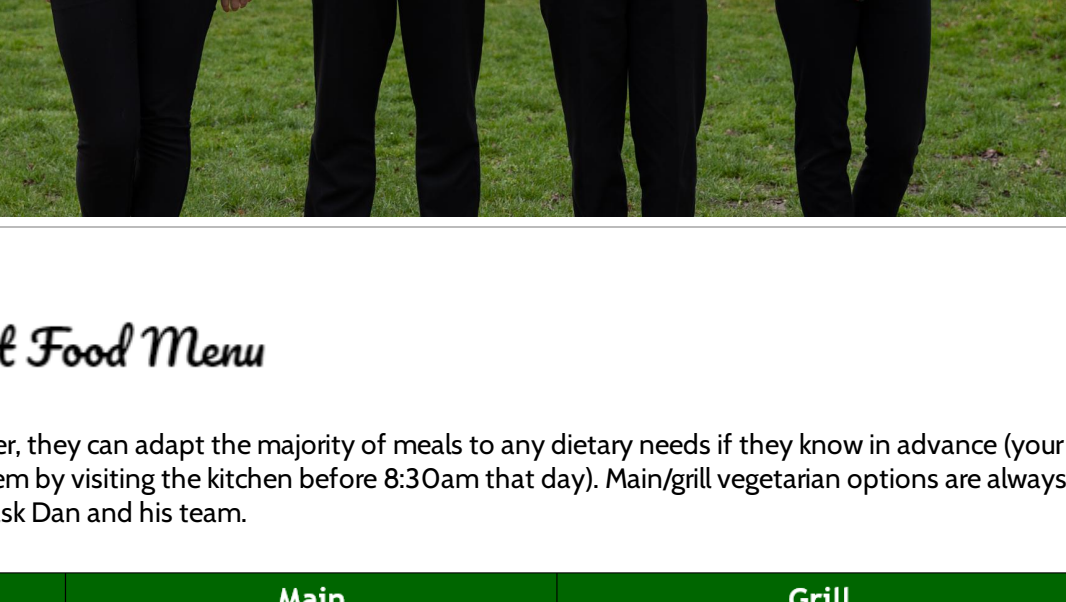 t Food Menu
er, they can adapt the majority of meals to any dietary needs if they know in advance (your
em by visiting the kitchen before 8:30am that day). Main/grill vegetarian options are always
sk Dan and his team.
Main Grill